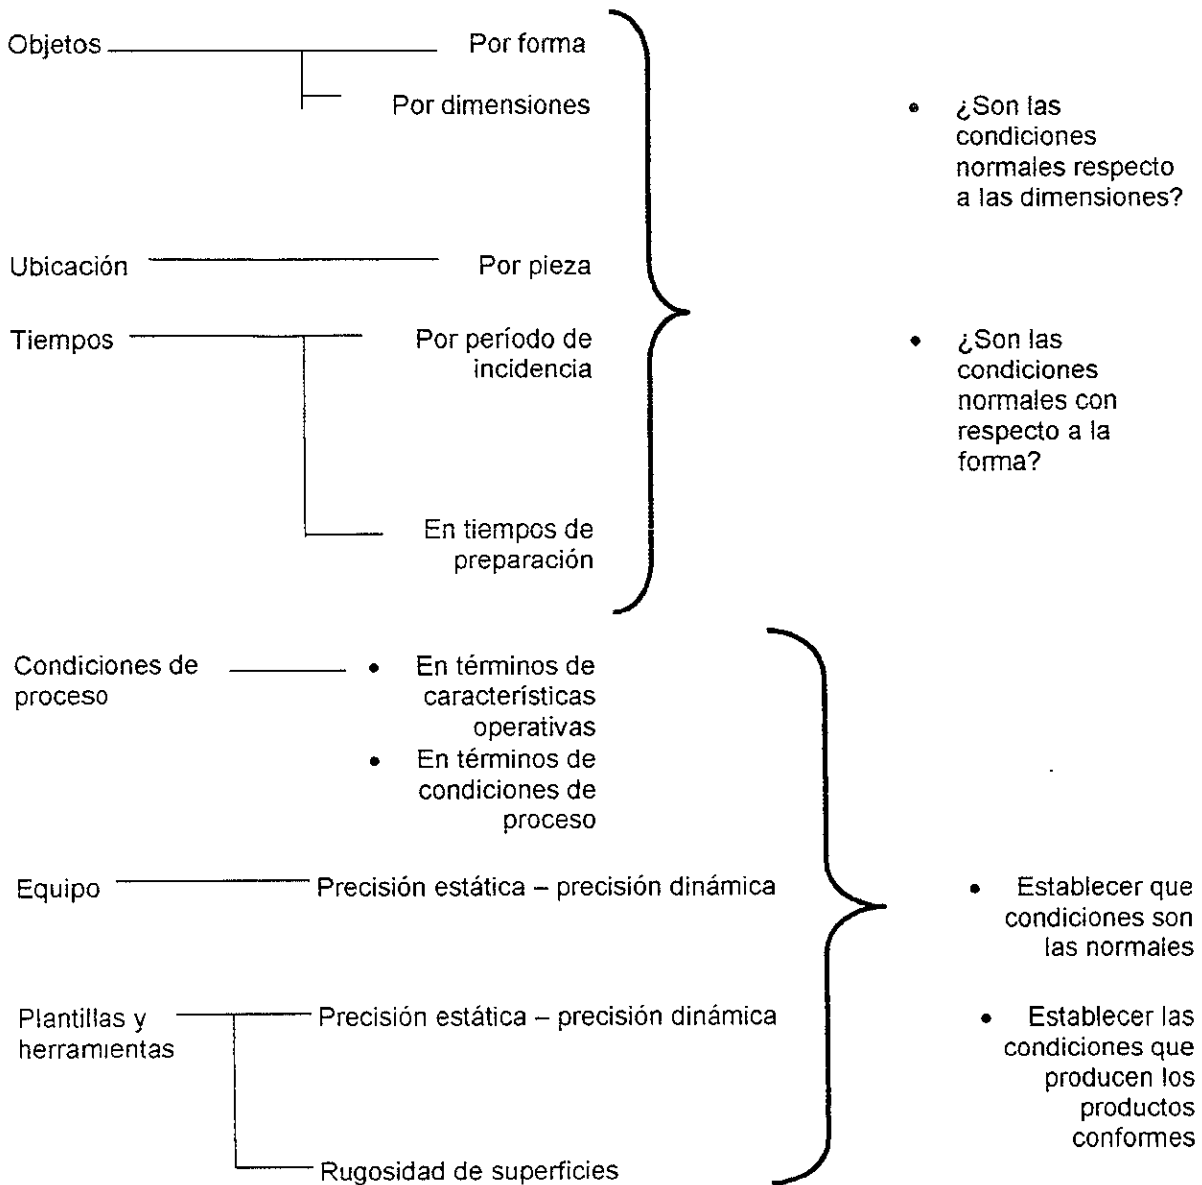 Objetos
Por forma
Por dimensiones
Ubicación
Por pieza
Tiempos
Por período de
incidencia
En tiempos de
preparación
• ¿Son las
condiciones
normales respecto
a las dimensiones?
• ¿Son las
condiciones
normales con
respecto a la
forma?
Condiciones de
proceso
• En términos de
características
operativas
• En términos de
condiciones de
proceso
Equipo
Precisión estática – precisión dinámica
Plantillas y
herramientas
Precisión estática – precisión dinámica
Rugosidad de superficies
• Establecer que
condiciones son
las normales
• Establecer las
condiciones que
producen los
productos
conformes